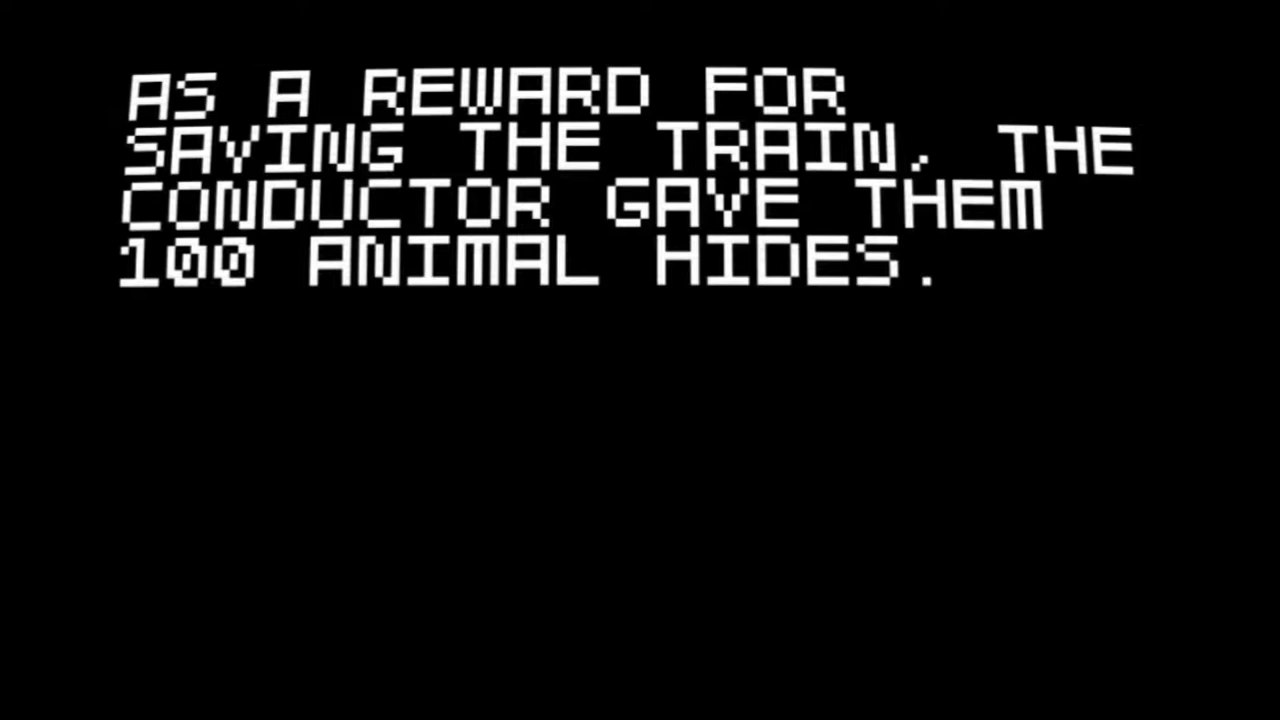 AS A REWARD FOR
SAVING THE TRAIN, THE
CONDUCTOR GAVE THEM
100 ANIMAL HIDES.